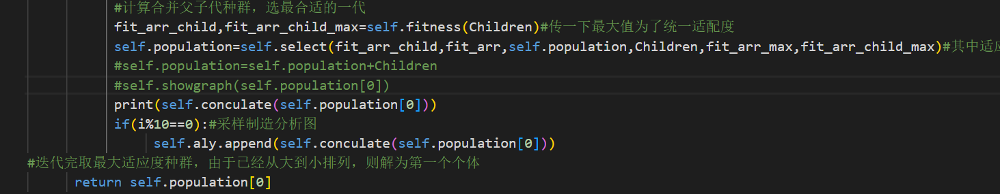 #计算合并父子代种群，选最合适的一代
fit_arr_child,fit_arr_child_max=self.fitness(Children)#传一下最大值为了统一适配度
self.population=self.select(fit_arr_child,fit_arr,self.population,Children,fit_arr_max,fit_arr_child_max)#其中适应
#self.population=self.population+Children
#self.showgraph(self.population[0])
print(self.conculate(self.population[0]))
if(i%10==0):#采样制造分析图
self.aly.append(self.conculate(self.population[0]))
#迭代完取最大适应度种群，由于已经从大到小排列，则解为第一个个体
return self.population[0]